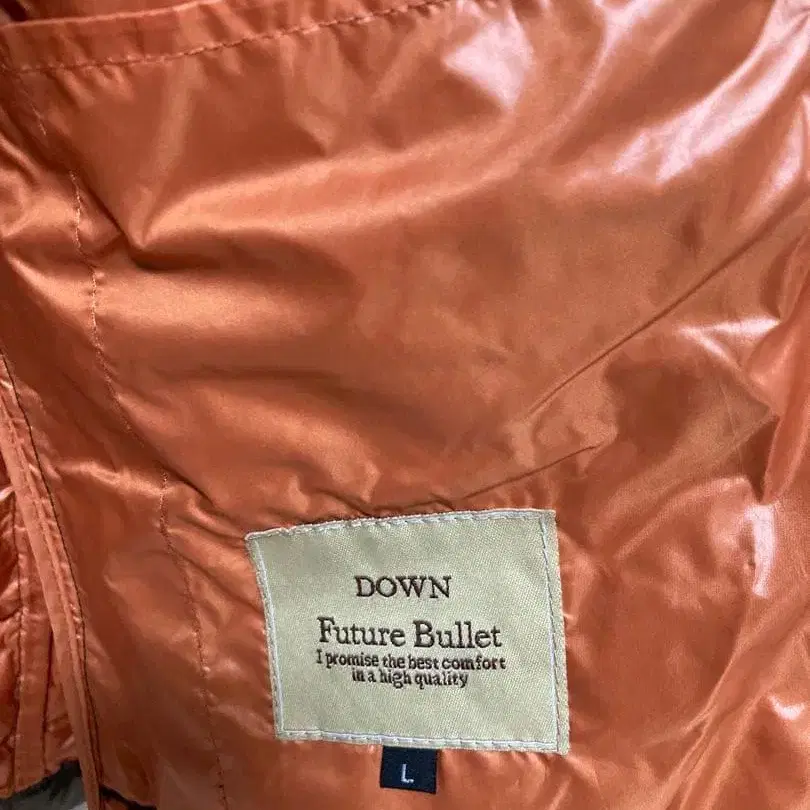 DOWN
Future Bullet
I promise the best comfort
in a high quality
L